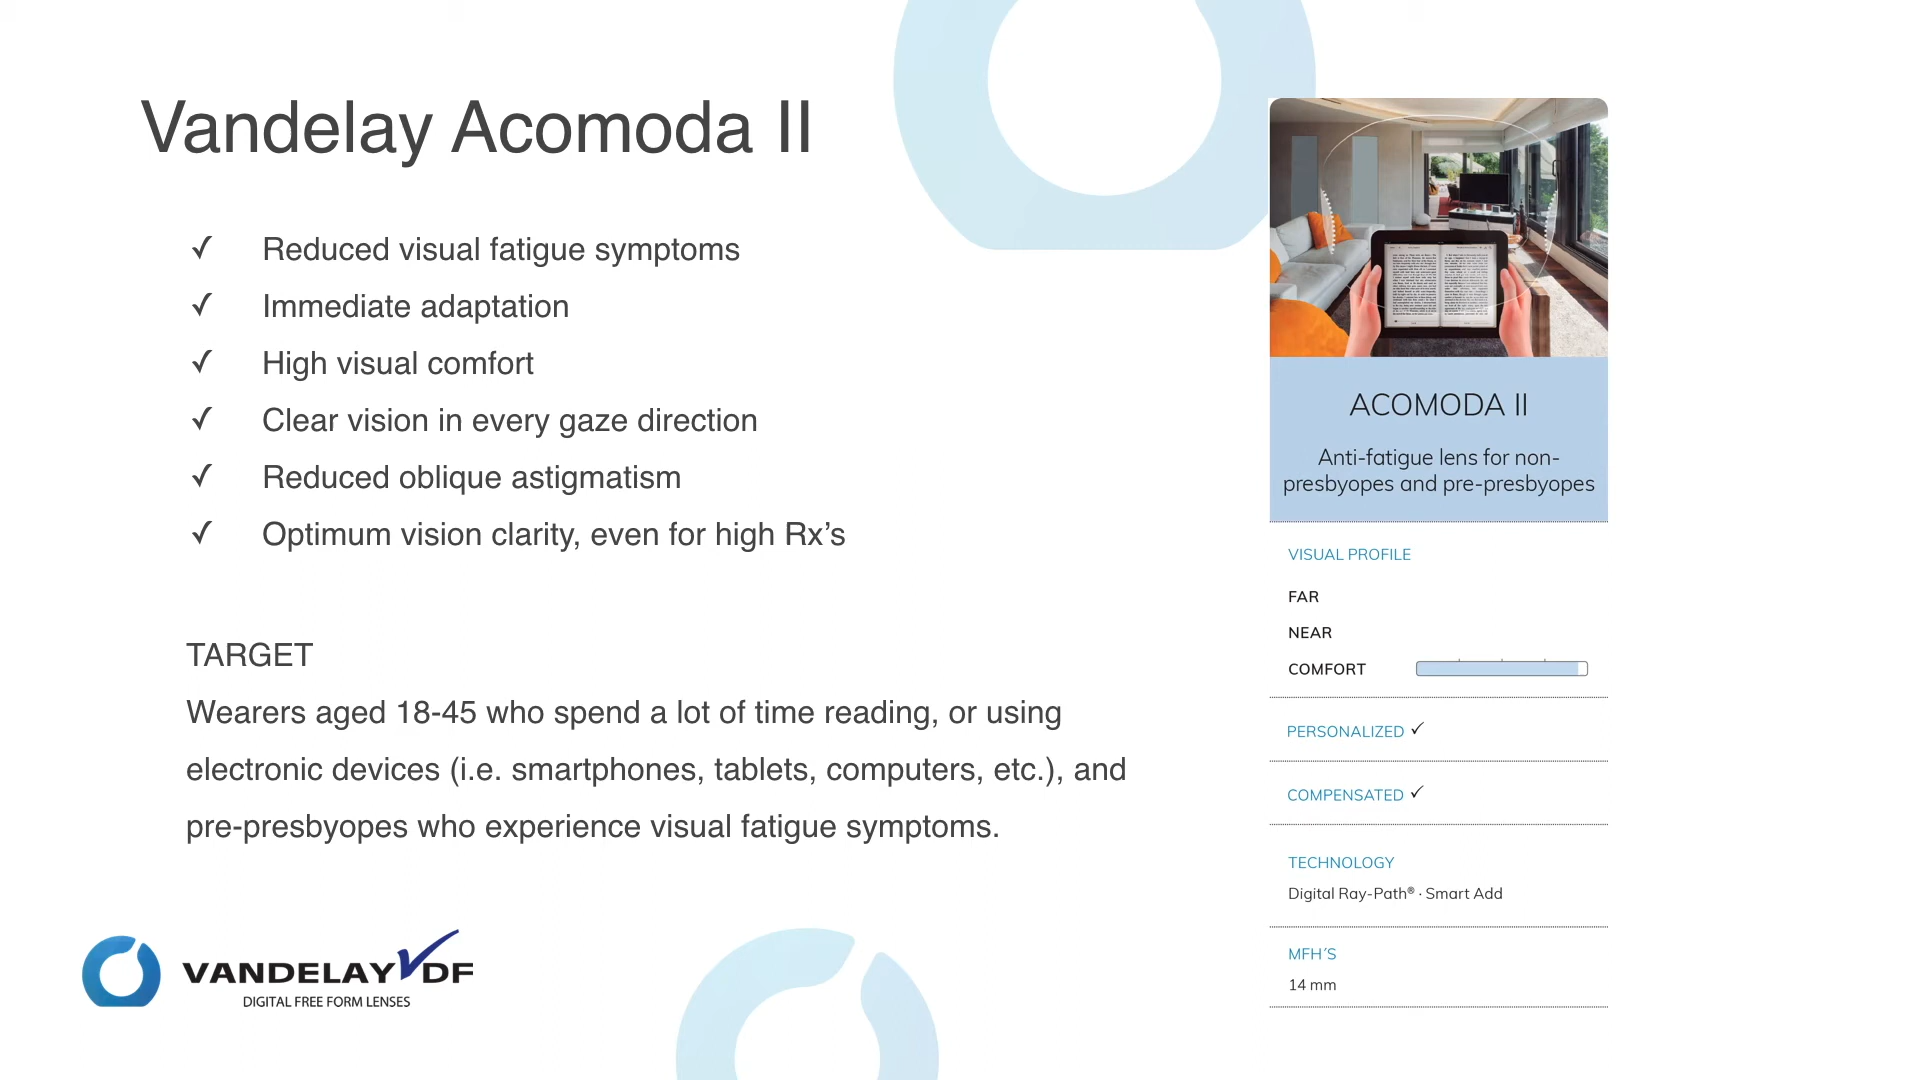 Vandelay Acomoda II
✓ Reduced visual fatigue symptoms
✓ Immediate adaptation
✓ High visual comfort
✓ Clear vision in every gaze direction
✓ Reduced oblique astigmatism
✓ Optimum vision clarity, even for high Rx’s
TARGET
Wearers aged 18-45 who spend a lot of time reading, or using
electronic devices (i.e. smartphones, tablets, computers, etc.), and
pre-presbyopes who experience visual fatigue symptoms.
VANDELAY DF
DIGITAL FREE FORM LENSES
ACOMODA II
Anti-fatigue lens for non-
presbyopes and pre-presbyopes
VISUAL PROFILE
FAR
NEAR
COMFORT
PERSONALIZED ✓
COMPENSATED ✓
TECHNOLOGY
Digital Ray-Path® · Smart Add
MFH´S
14 mm